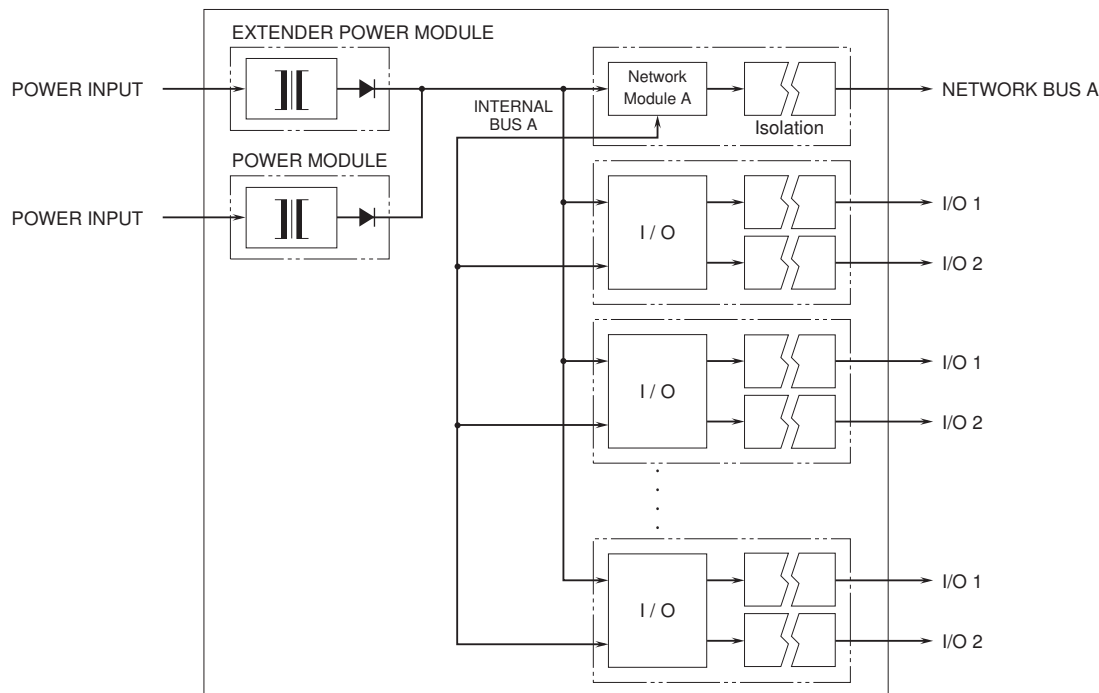 EXTENDER POWER MODULE
POWER INPUT
Network
Module A
NETWORK BUS A
INTERNAL
BUS A
Isolation
POWER MODULE
POWER INPUT
I / O
I/O 1
I/O 2
I / O
I/O 1
I/O 2
I / O
I/O 1
I/O 2